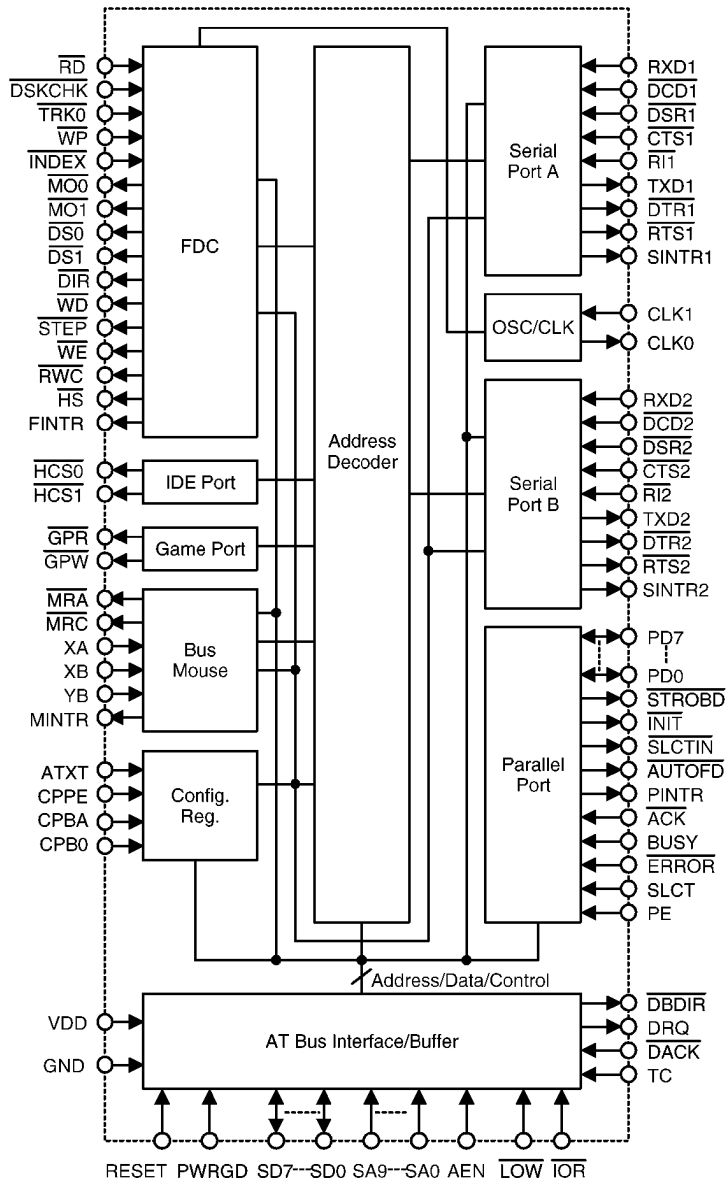 RD
DSKCHK
TRK0
WP
INDEX
MO0
MO1
DS0
DS1
DIR
WD
STEP
WE
RWC
HS
FINTR
HCS0
HCS1
GPR
GPW
MRA
MRC
XA
XB
YB
MINTR
ATXT
CPPE
CPBA
CPB0
VDD
GND
FDC
IDE Port
Game Port
Bus
Mouse
Config.
Reg.
Address
Decoder
Serial
Port A
OSC/CLK
Serial
Port B
Parallel
Port
Address/Data/Control
AT Bus Interface/Buffer
RXD1
DCD1
DSR1
CTS1
RI1
TXD1
DTR1
RTS1
SINTR1
CLK1
CLK0
RXD2
DCD2
DSR2
CTS2
RI2
TXD2
DTR2
RTS2
SINTR2
PD7
PD0
STROBD
INIT
SLCTIN
AUTOFD
PINTR
ACK
BUSY
ERROR
SLCT
PE
DBDIR
DRQ
DACK
TC
RESET PWRGD SD7 SD0 SA9 SA0 AEN LOW IOR